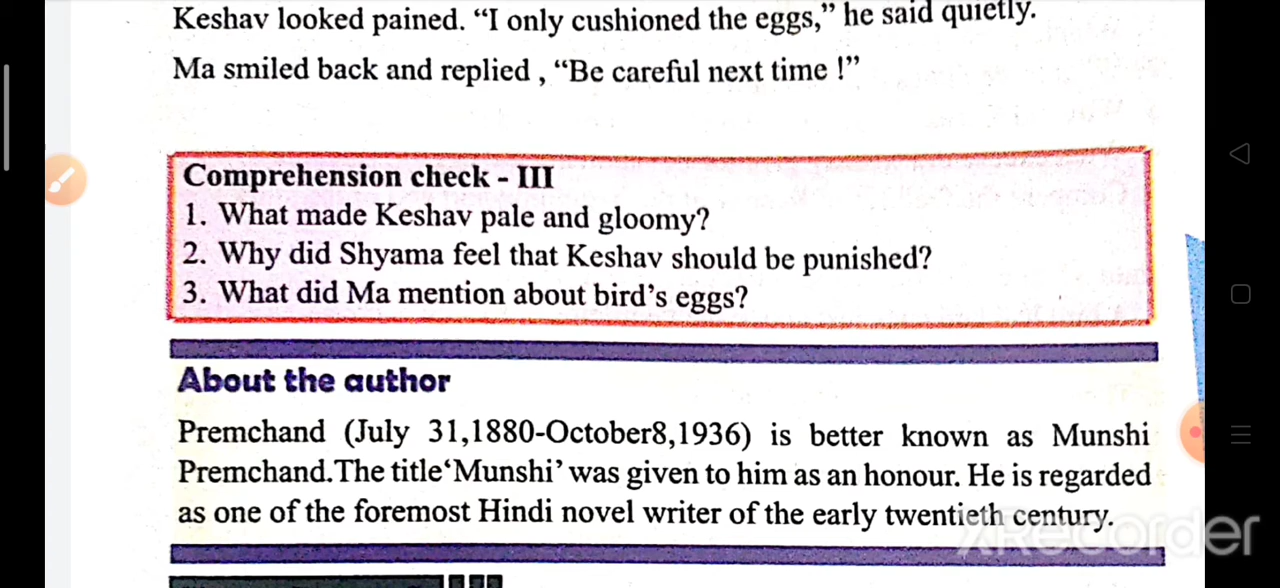 Keshav looked pained. “I only cushioned the eggs,” he said quietly.
Ma smiled back and replied , “Be careful next time !”
Comprehension check - III
1. What made Keshav pale and gloomy?
2. Why did Shyama feel that Keshav should be punished?
3. What did Ma mention about bird’s eggs?
About the author
Premchand (July 31,1880-October8,1936) is better known as Munshi
Premchand.The title‘Munshi’ was given to him as an honour. He is regarded
as one of the foremost Hindi novel writer of the early twentieth century.
XRecorder